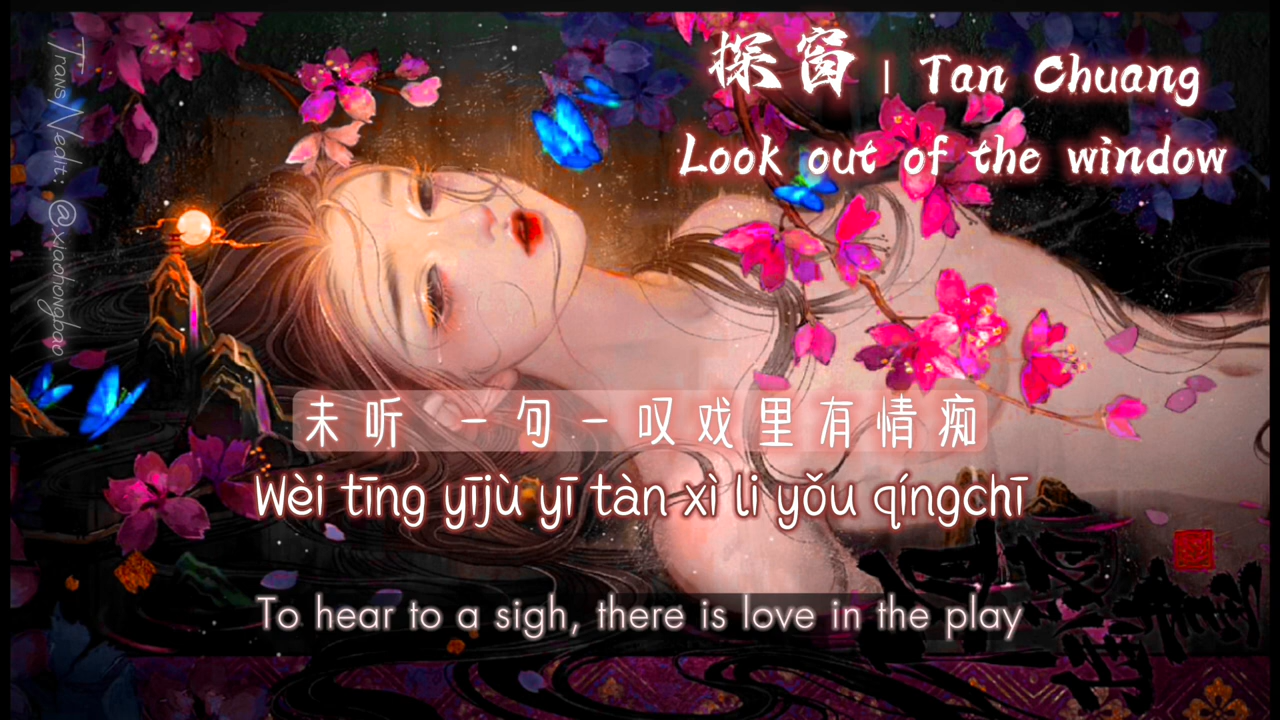 探窗 | Tan Chuang
Look out of the window
Trans N edit: @xiaohongbao
未听 一句一叹戏里有情痴
Wèi tīng yījù yī tàn xì li yǒu qíngchī
To hear to a sigh, there is love in the play